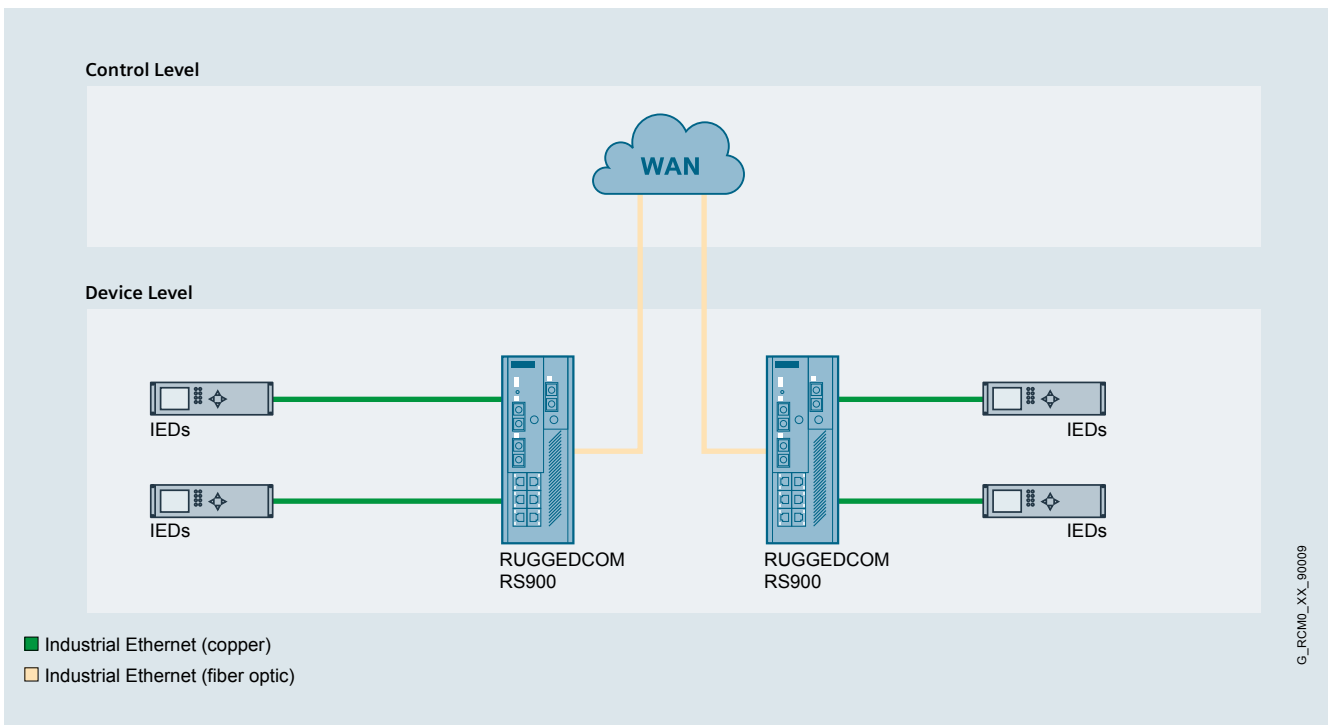 Control Level
WAN
Device Level
IEDs
IEDs
IEDs
IEDs
RUGGEDCOM
RS900
RUGGEDCOM
RS900
G_RCM0_XX_90009
Industrial Ethernet (copper)
Industrial Ethernet (fiber optic)